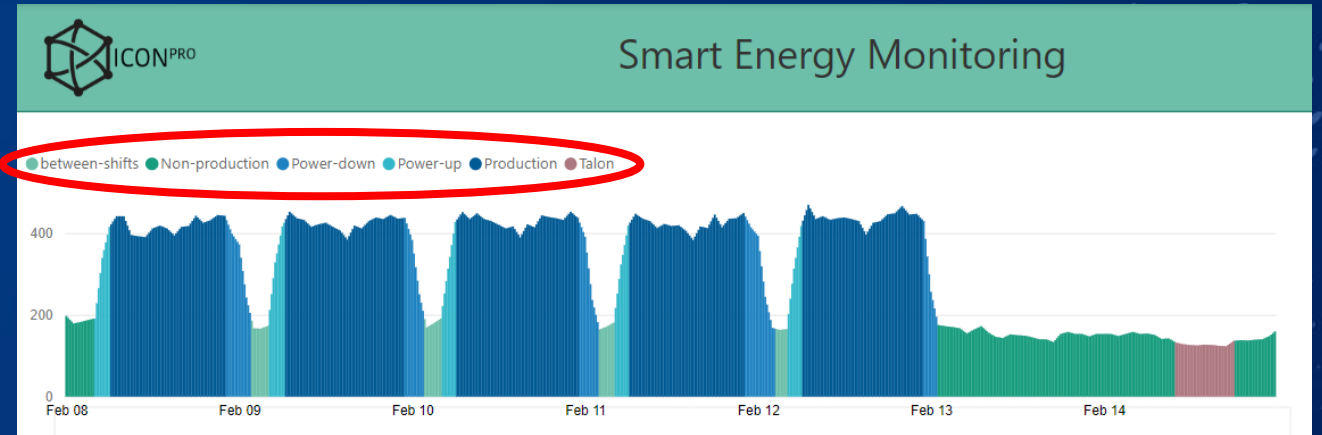 ICONPRO
Smart Energy Monitoring
between-shifts Non-production Power-down Power-up Production Talon
400
200
0
Feb 08 Feb 09 Feb 10 Feb 11 Feb 12 Feb 13 Feb 14